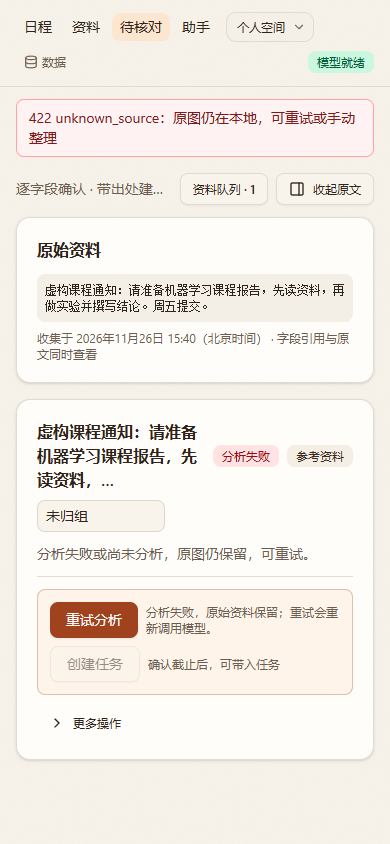 日程 资料 待核对 助手 个人空间
数据 模型就绪
422 unknown_source：原图仍在本地，可重试或手动
整理
逐字段确认 · 带出处建... 资料队列 · 1 收起原文
原始资料
虚构课程通知：请准备机器学习课程报告，先读资料，再
做实验并撰写结论。周五提交。
收集于 2026年11月26日 15:40（北京时间） · 字段引用与原
文同时查看
虚构课程通知：请准备
机器学习课程报告，先
读资料，...
分析失败 参考资料
未归组
分析失败或尚未分析，原图仍保留，可重试。
重试分析
分析失败，原始资料保留；重试会重
新调用模型。
创建任务 确认截止后，可带入任务
更多操作